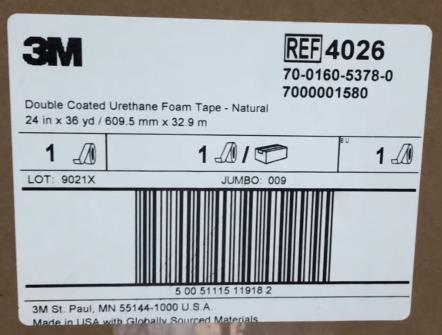 3M
REF 4026
70-0160-5378-0
7000001580
Double Coated Urethane Foam Tape - Natural
24 in x 36 yd / 609.5 mm x 32.9 m
1 1 / B.U. 1
LOT: 9021X JUMBO: 009
5 00 51115 11918 2
3M St. Paul, MN 55144-1000 U.S.A.
Made in USA with Globally Sourced Materials